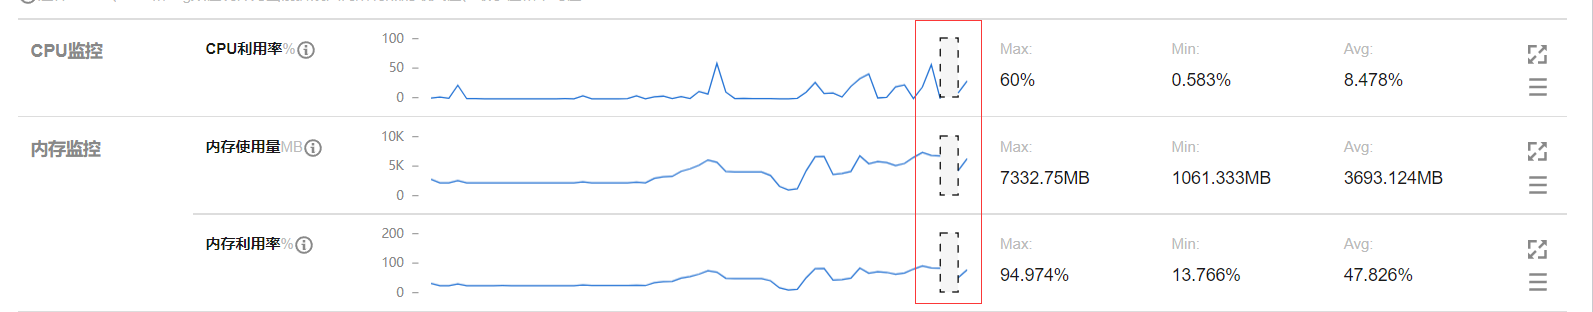 CPU监控
CPU利用率%
100
50
0
Max:
60%
Min:
0.583%
Avg:
8.478%
内存监控
内存使用量MB
10K
5K
0
Max:
7332.75MB
Min:
1061.333MB
Avg:
3693.124MB
内存利用率%
200
100
0
Max:
94.974%
Min:
13.766%
Avg:
47.826%